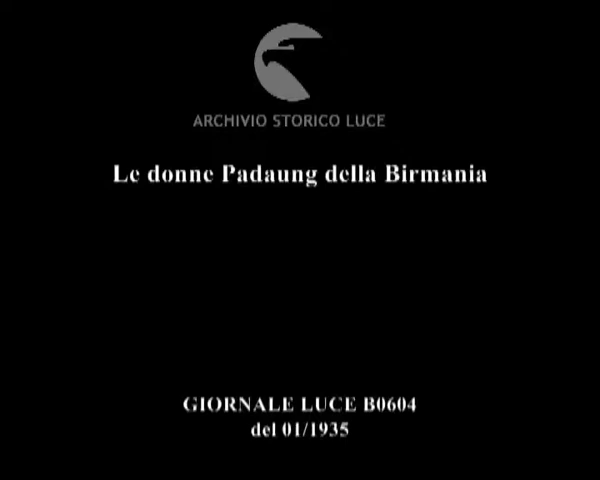 ARCHIVIO STORICO LUCE
Le donne Padaung della Birmania
GIORNALE LUCE B0604
del 01/1935